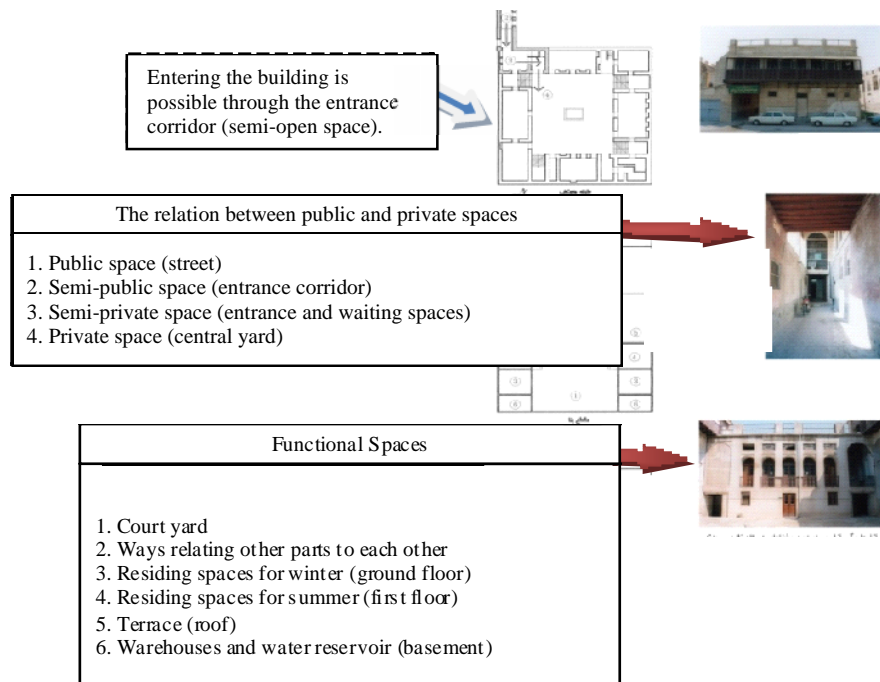 Entering the building is
possible through the entrance
corridor (semi-open space).
The relation between public and private spaces
1. Public space (street)
2. Semi-public space (entrance corridor)
3. Semi-private space (entrance and waiting spaces)
4. Private space (central yard)
Functional Spaces
1. Court yard
2. Ways relating other parts to each other
3. Residing spaces for winter (ground floor)
4. Residing spaces for summer (first floor)
5. Terrace (roof)
6. Warehouses and water reservoir (basement)